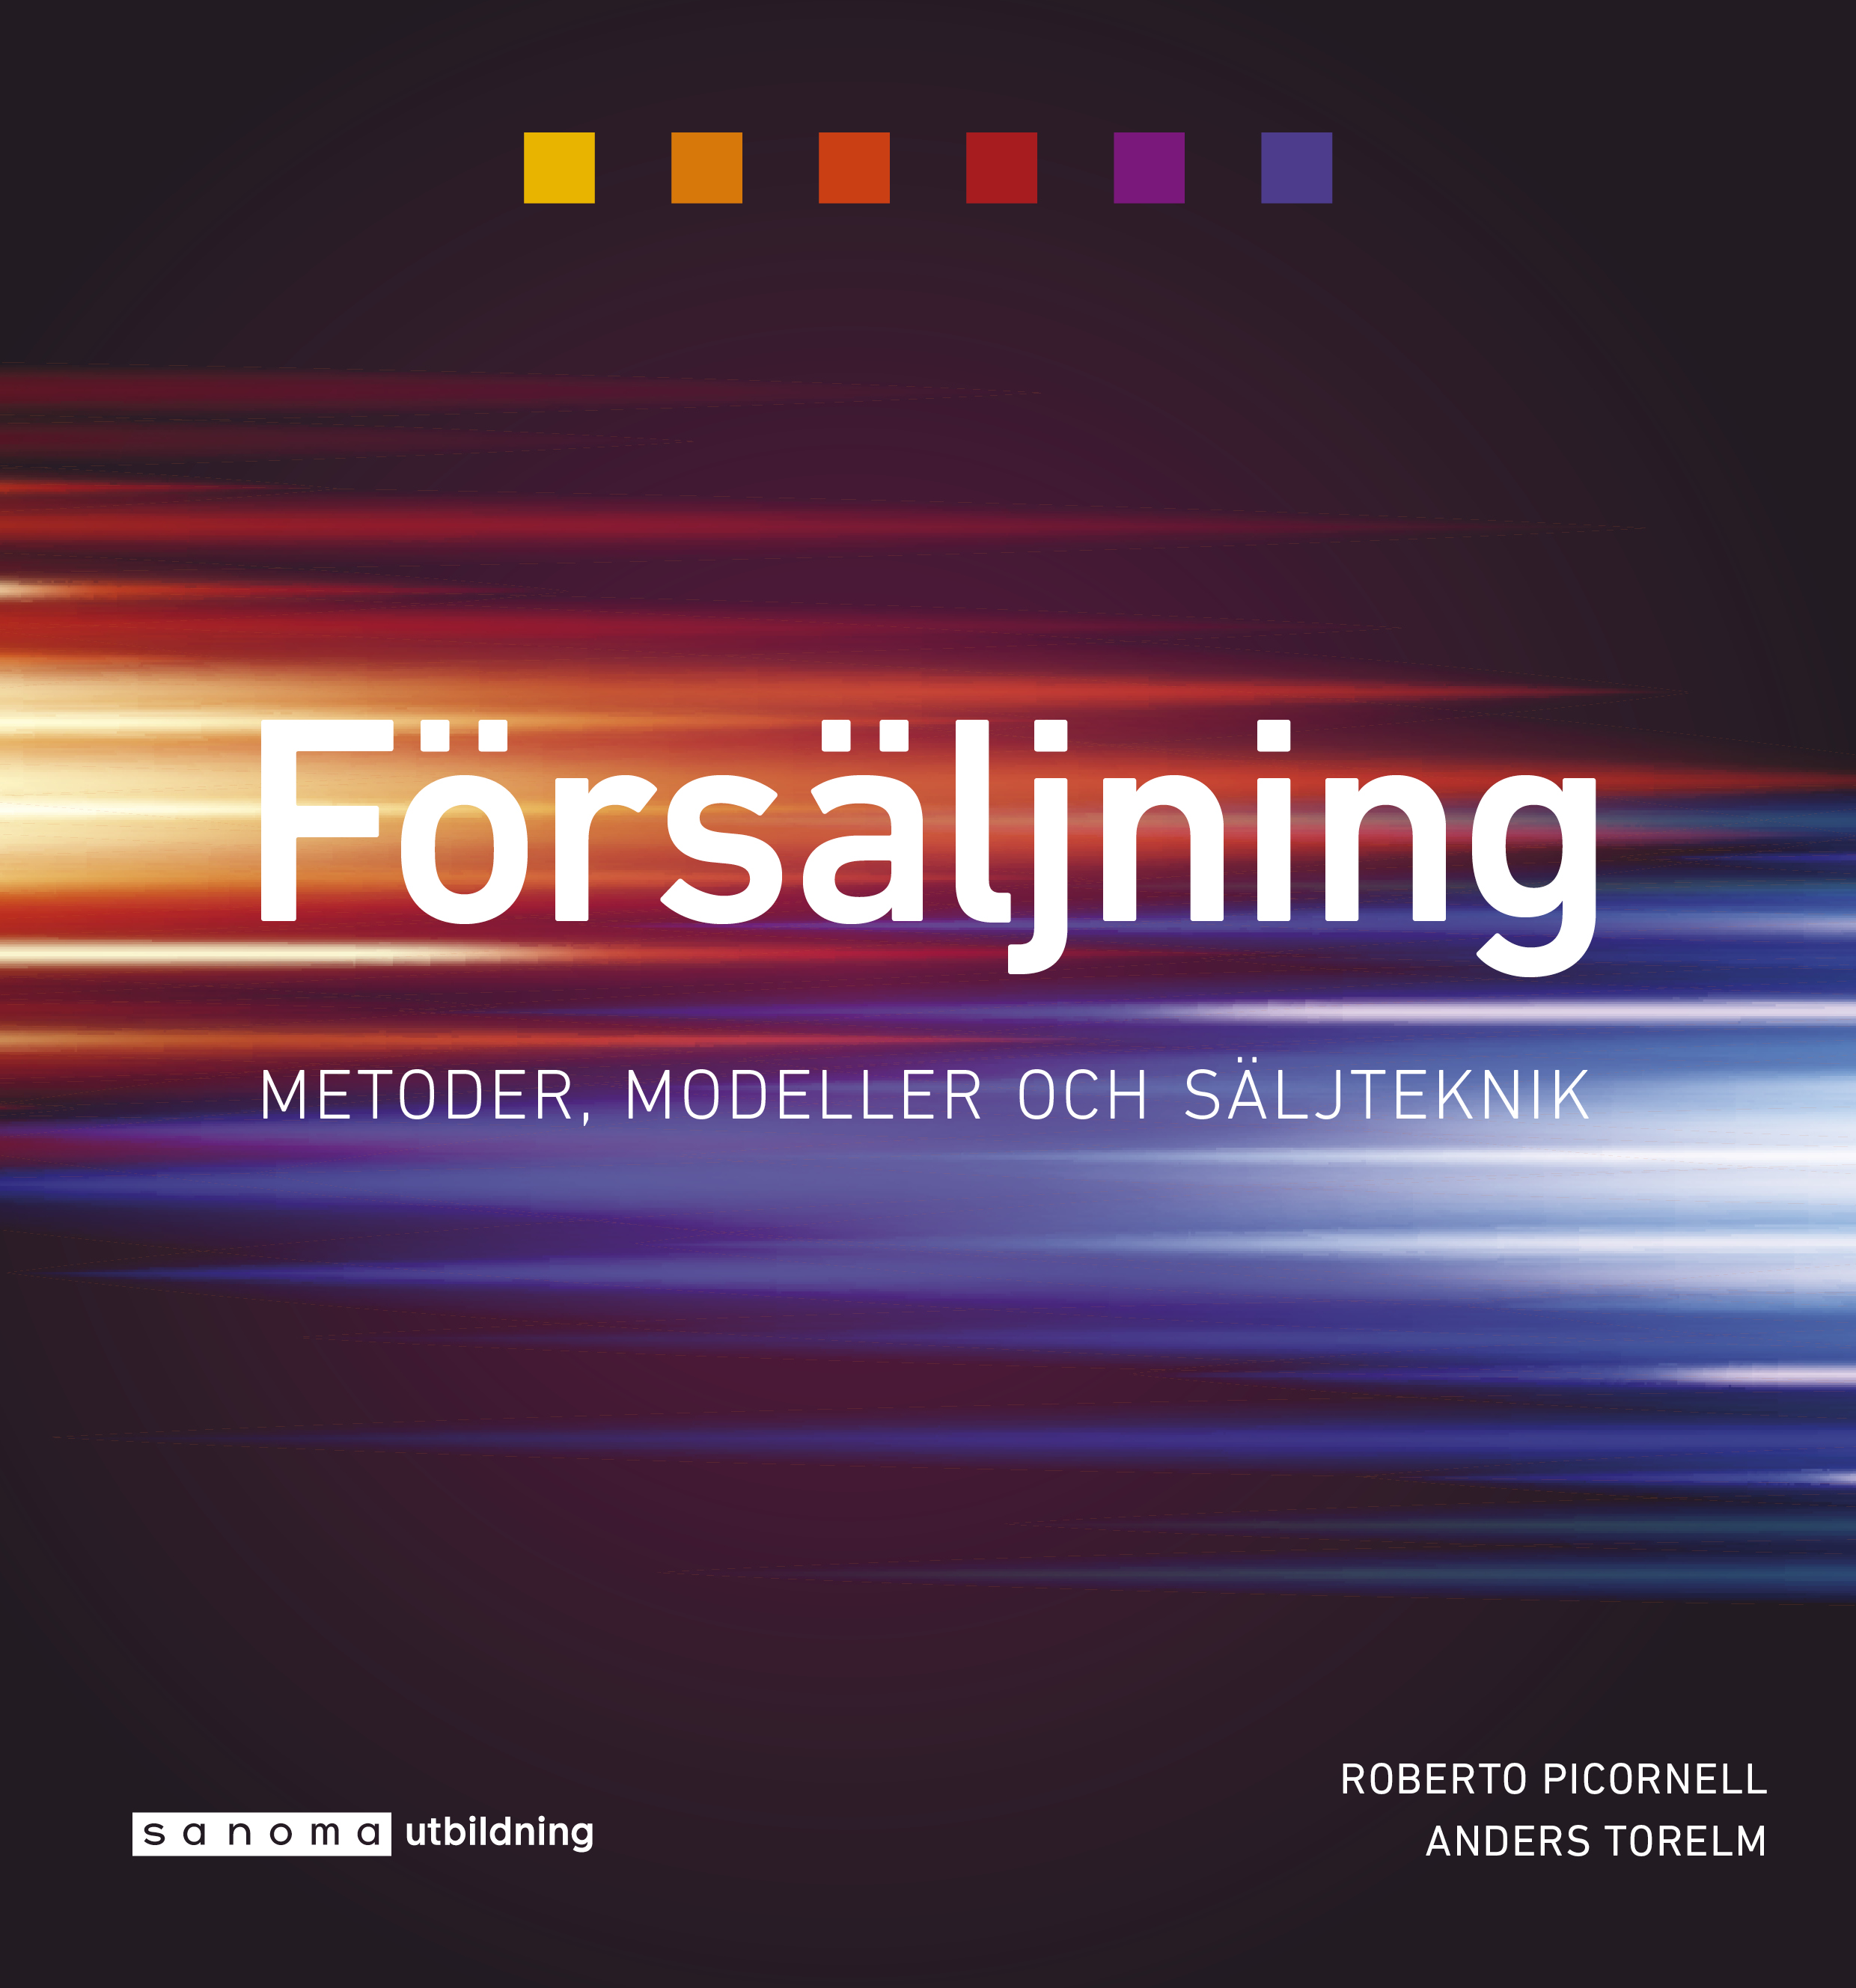 Försäljning
METODER, MODELLER OCH SÄLJTEKNIK
ROBERTO PICORNELL
ANDERS TORELM
sanoma utbildning